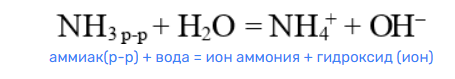 NH₃ р-р + H₂O = NH₄⁺ + OH⁻
аммиак(р-р) + вода = ион аммония + гидроксид (ион)